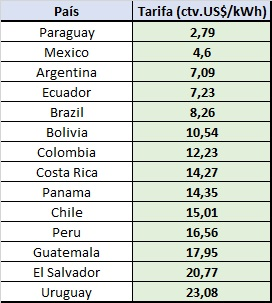 País Tarifa (ctv.US$/kWh)
Paraguay 2,79
Mexico 4,6
Argentina 7,09
Ecuador 7,23
Brazil 8,26
Bolivia 10,54
Colombia 12,23
Costa Rica 14,27
Panama 14,35
Chile 15,01
Peru 16,56
Guatemala 17,95
El Salvador 20,77
Uruguay 23,08